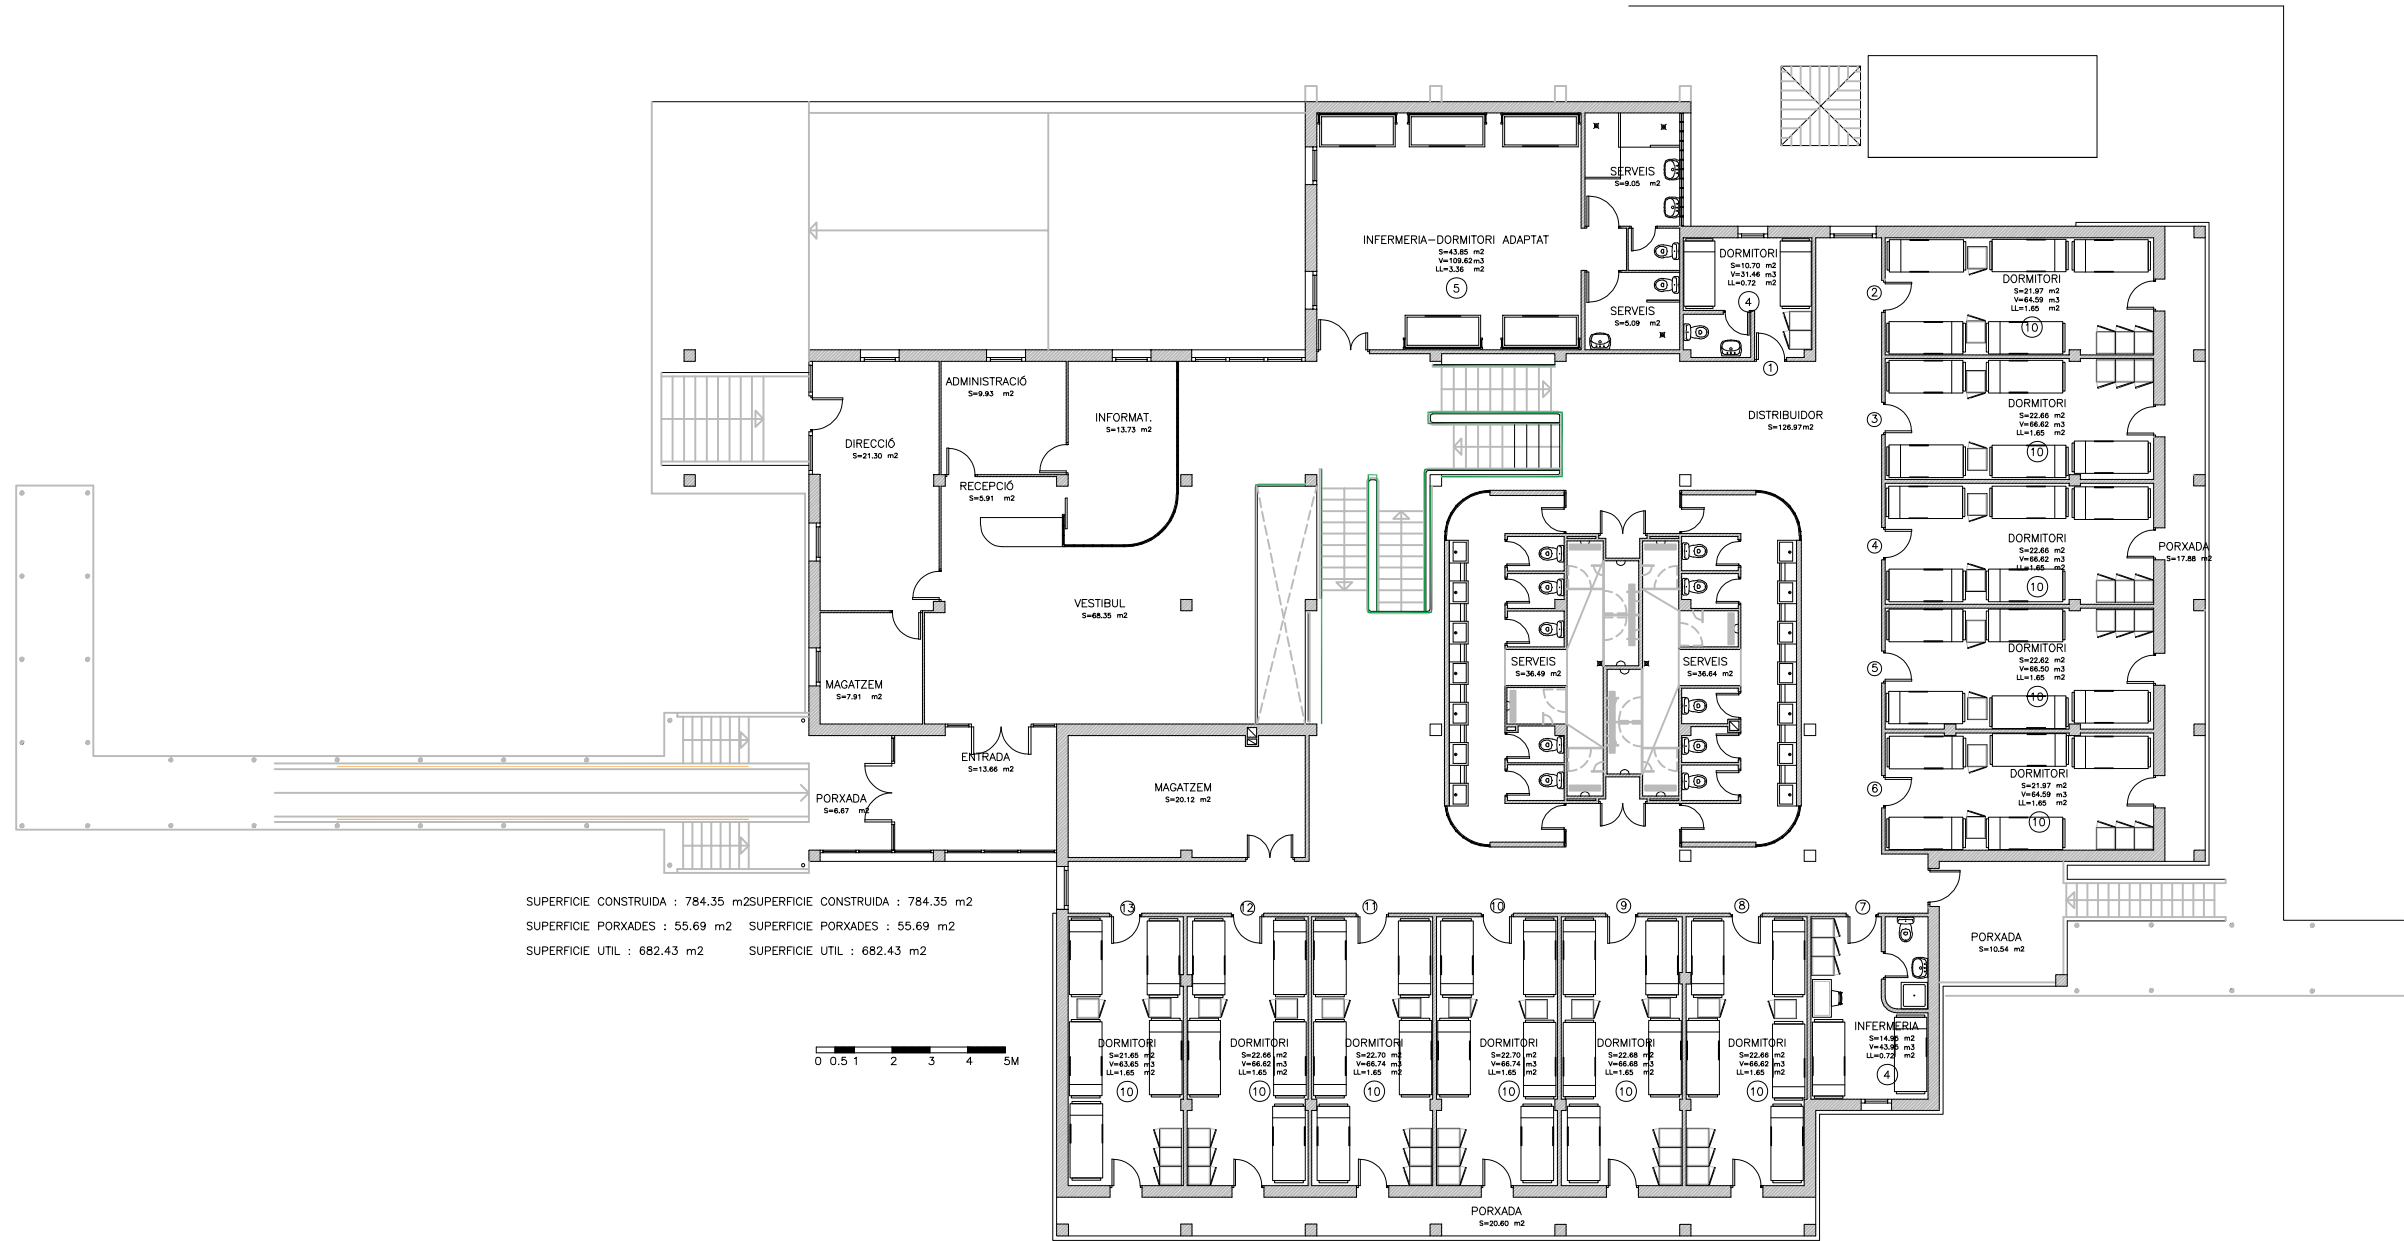 SERVEIS
S=9.05 m2
INFERMERIA-DORMITORI ADAPTAT
S=43.85 m2
V=109.62m3
LL=3.36 m2
5
DORMITORI
S=10.70 m2
V=31.46 m3
LL=0.72 m2
4
1
SERVEIS
S=5.09 m2
2
DORMITORI
S=21.97 m2
V=64.59 m3
LL=1.65 m2
10
ADMINISTRACIÓ
S=9.93 m2
INFORMAT.
S=13.73 m2
DIRECCIÓ
S=21.30 m2
DISTRIBUIDOR
S=126.97m2
3
DORMITORI
S=22.66 m2
V=66.62 m3
LL=1.65 m2
10
RECEPCIÓ
S=5.91 m2
4
DORMITORI
S=22.66 m2
V=66.62 m3
LL=1.65 m2
10
PORXADA
S=17.88 m2
VESTIBUL
S=68.35 m2
SERVEIS
S=36.49 m2
SERVEIS
S=36.64 m2
5
DORMITORI
S=22.62 m2
V=66.50 m3
LL=1.65 m2
10
MAGATZEM
S=7.91 m2
ENTRADA
S=13.66 m2
PORXADA
S=6.67 m2
MAGATZEM
S=20.12 m2
6
DORMITORI
S=21.97 m2
V=64.59 m3
LL=1.65 m2
10
SUPERFICIE CONSTRUIDA : 784.35 m2
SUPERFICIE PORXADES : 55.69 m2
SUPERFICIE UTIL : 682.43 m2
SUPERFICIE CONSTRUIDA : 784.35 m2
SUPERFICIE PORXADES : 55.69 m2
SUPERFICIE UTIL : 682.43 m2
13
12
11
10
9
8
7
PORXADA
S=10.54 m2
0 0.5 1 2 3 4 5M
DORMITORI
S=21.65 m2
V=63.65 m3
LL=1.65 m2
10
DORMITORI
S=22.66 m2
V=66.62 m3
LL=1.65 m2
10
DORMITORI
S=22.70 m2
V=66.74 m3
LL=1.65 m2
10
DORMITORI
S=22.70 m2
V=66.74 m3
LL=1.65 m2
10
DORMITORI
S=22.68 m2
V=66.68 m3
LL=1.65 m2
10
DORMITORI
S=22.66 m2
V=66.62 m3
LL=1.65 m2
10
INFERMERIA
S=14.95 m2
V=43.95 m3
LL=0.72 m2
4
PORXADA
S=20.60 m2